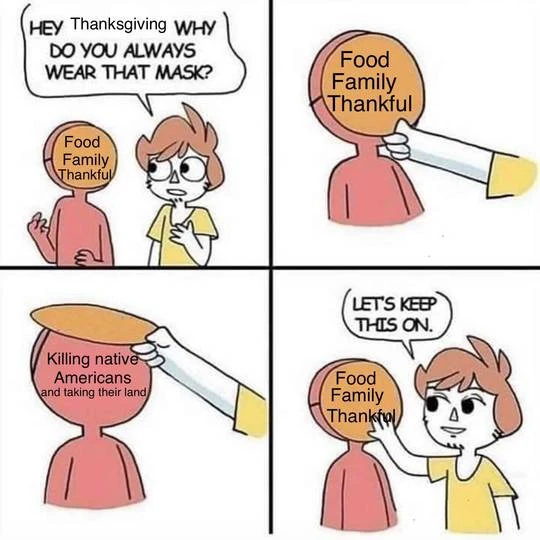 HEY Thanksgiving WHY
DO YOU ALWAYS
WEAR THAT MASK?
Food
Family
Thankful
Food
Family
Thankful
Killing native
Americans
and taking their land
LET'S KEEP
THIS ON.
Food
Family
Thankful